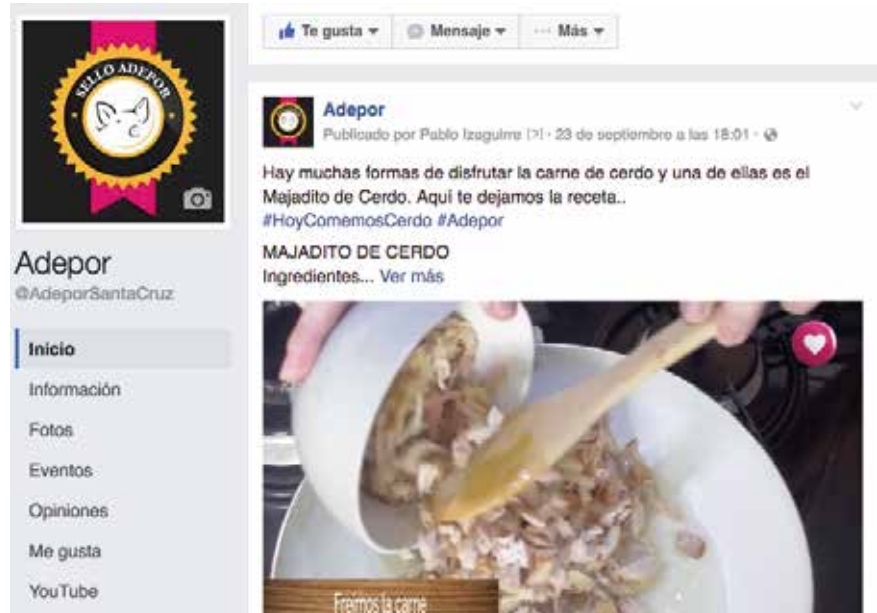 SELLO ADEPOR
Adepor
@AdeporSantaCruz
Inicio
Información
Fotos
Eventos
Opiniones
Me gusta
YouTube
Te gusta
Mensaje
Más
Adepor
Publicado por Pablo Izaguirre [?] · 23 de septiembre a las 18:01 ·
Hay muchas formas de disfrutar la carne de cerdo y una de ellas es el
Majadito de Cerdo. Aquí te dejamos la receta..
#HoyComemosCerdo #Adepor
MAJADITO DE CERDO
Ingredientes... Ver más
Freímos la carne